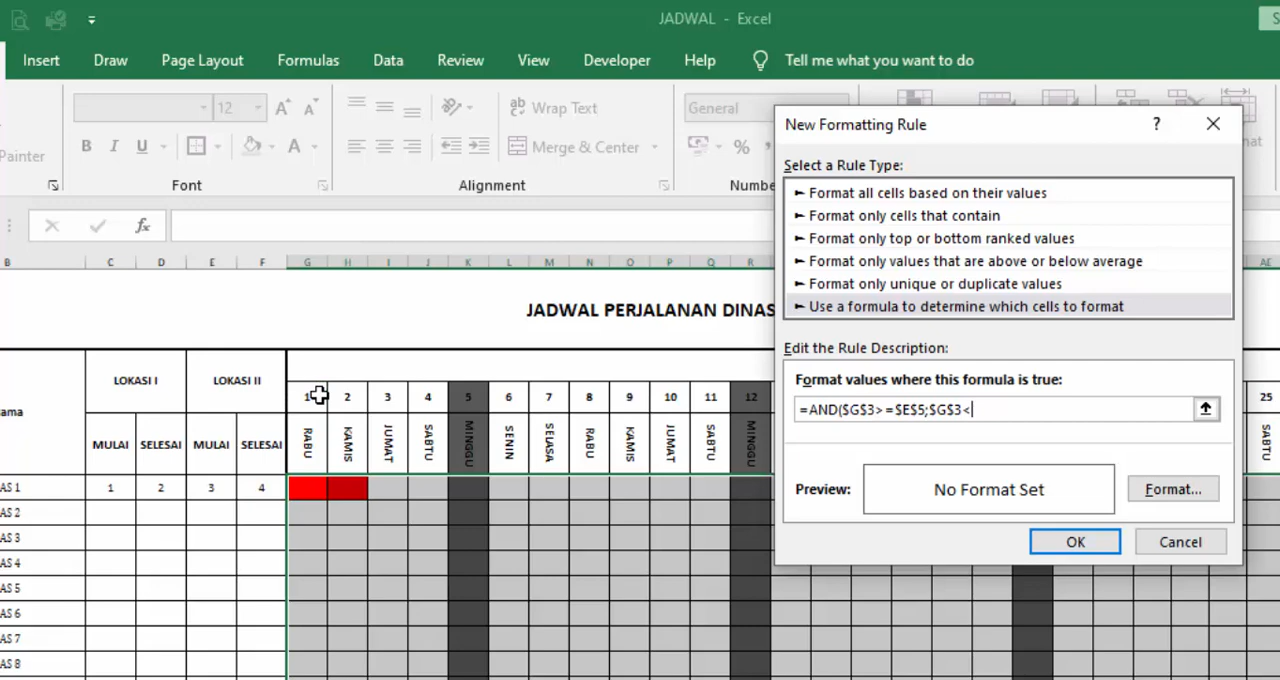 JADWAL - Excel
S
Insert Draw Page Layout Formulas Data Review View Developer Help Tell me what you want to do
12 A A ab Wrap Text General
Painter B I U A Merge & Center %
Font Alignment Numbe
fx
New Formatting Rule ? ×
Select a Rule Type:
► Format all cells based on their values
► Format only cells that contain
► Format only top or bottom ranked values
► Format only values that are above or below average
► Format only unique or duplicate values
► Use a formula to determine which cells to format
Edit the Rule Description:
Format values where this formula is true:
=AND($G$3>=$E$5;$G$3<
Preview: No Format Set Format...
OK Cancel
B C D E F G H I J K L M N O P Q R AE
JADWAL PERJALANAN DINAS
ama LOKASI I LOKASI II
1 2 3 4 5 6 7 8 9 10 11 12 25
MULAI SELESAI MULAI SELESAI RABU KAMIS JUMAT SABTU MINGGU SENIN SELASA RABU KAMIS JUMAT SABTU MINGGU SABTU
AS 1 1 2 3 4
AS 2
AS 3
AS 4
AS 5
AS 6
AS 7
AS 8